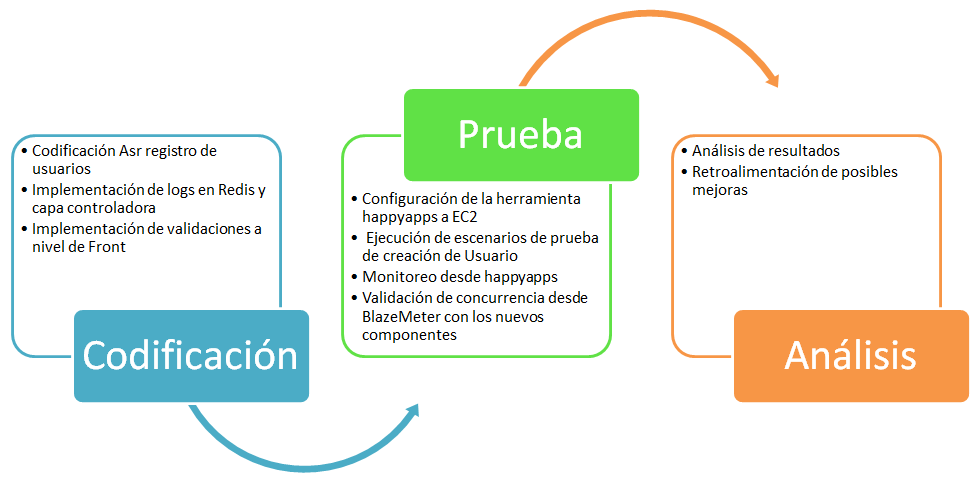 • Codificación Asr registro de
usuarios
• Implementación de logs en Redis y
capa controladora
• Implementación de validaciones a
nivel de Front
Codificación
Prueba
• Configuración de la herramienta
happyapps a EC2
• Ejecución de escenarios de prueba
de creación de Usuario
• Monitoreo desde happyapps
• Validación de concurrencia desde
BlazeMeter con los nuevos
componentes
• Análisis de resultados
• Retroalimentación de posibles
mejoras
Análisis